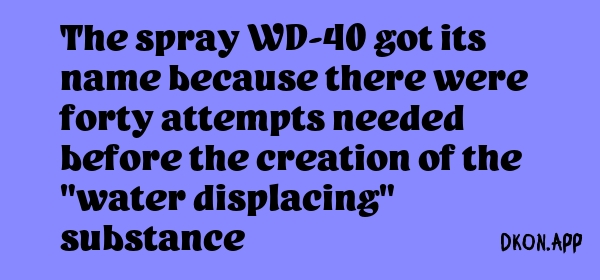 The spray WD-40 got its
name because there were
forty attempts needed
before the creation of the
"water displacing"
substance
DKON.APP